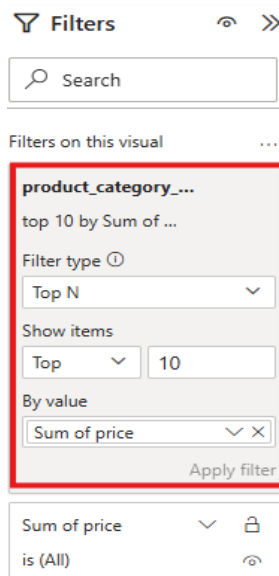 Filters
Search
Filters on this visual ...
product_category_...
top 10 by Sum of ...
Filter type
Top N
Show items
Top 10
By value
Sum of price
Apply filter
Sum of price
is (All)